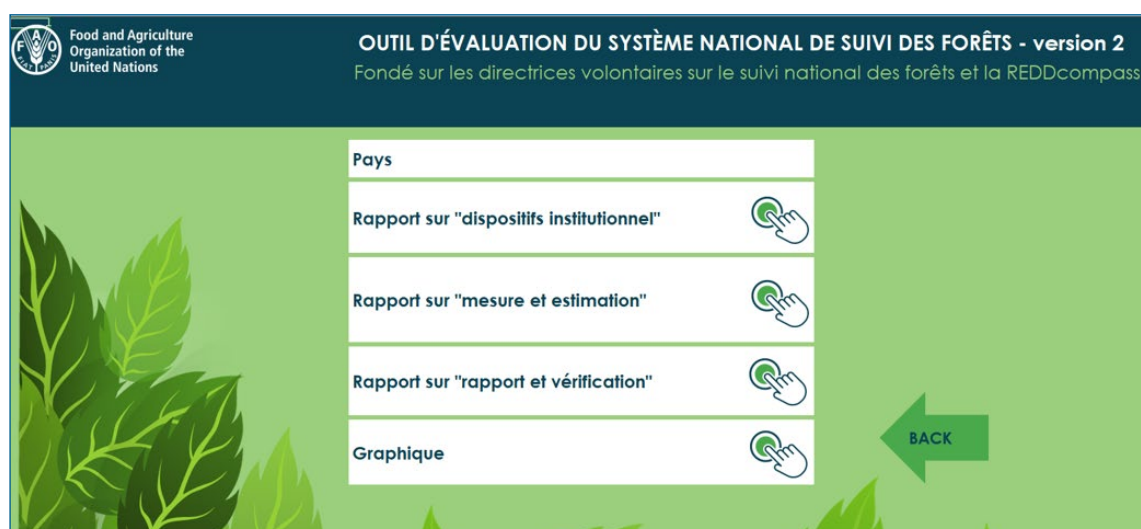 Food and Agriculture
Organization of the
United Nations
OUTIL D'ÉVALUATION DU SYSTÈME NATIONAL DE SUIVI DES FORÊTS - version 2
Fondé sur les directrices volontaires sur le suivi national des forêts et la REDDcompass
Pays
Rapport sur "dispositifs institutionnel"
Rapport sur "mesure et estimation"
Rapport sur "rapport et vérification"
BACK
Graphique
F A O
FIAT PANIS